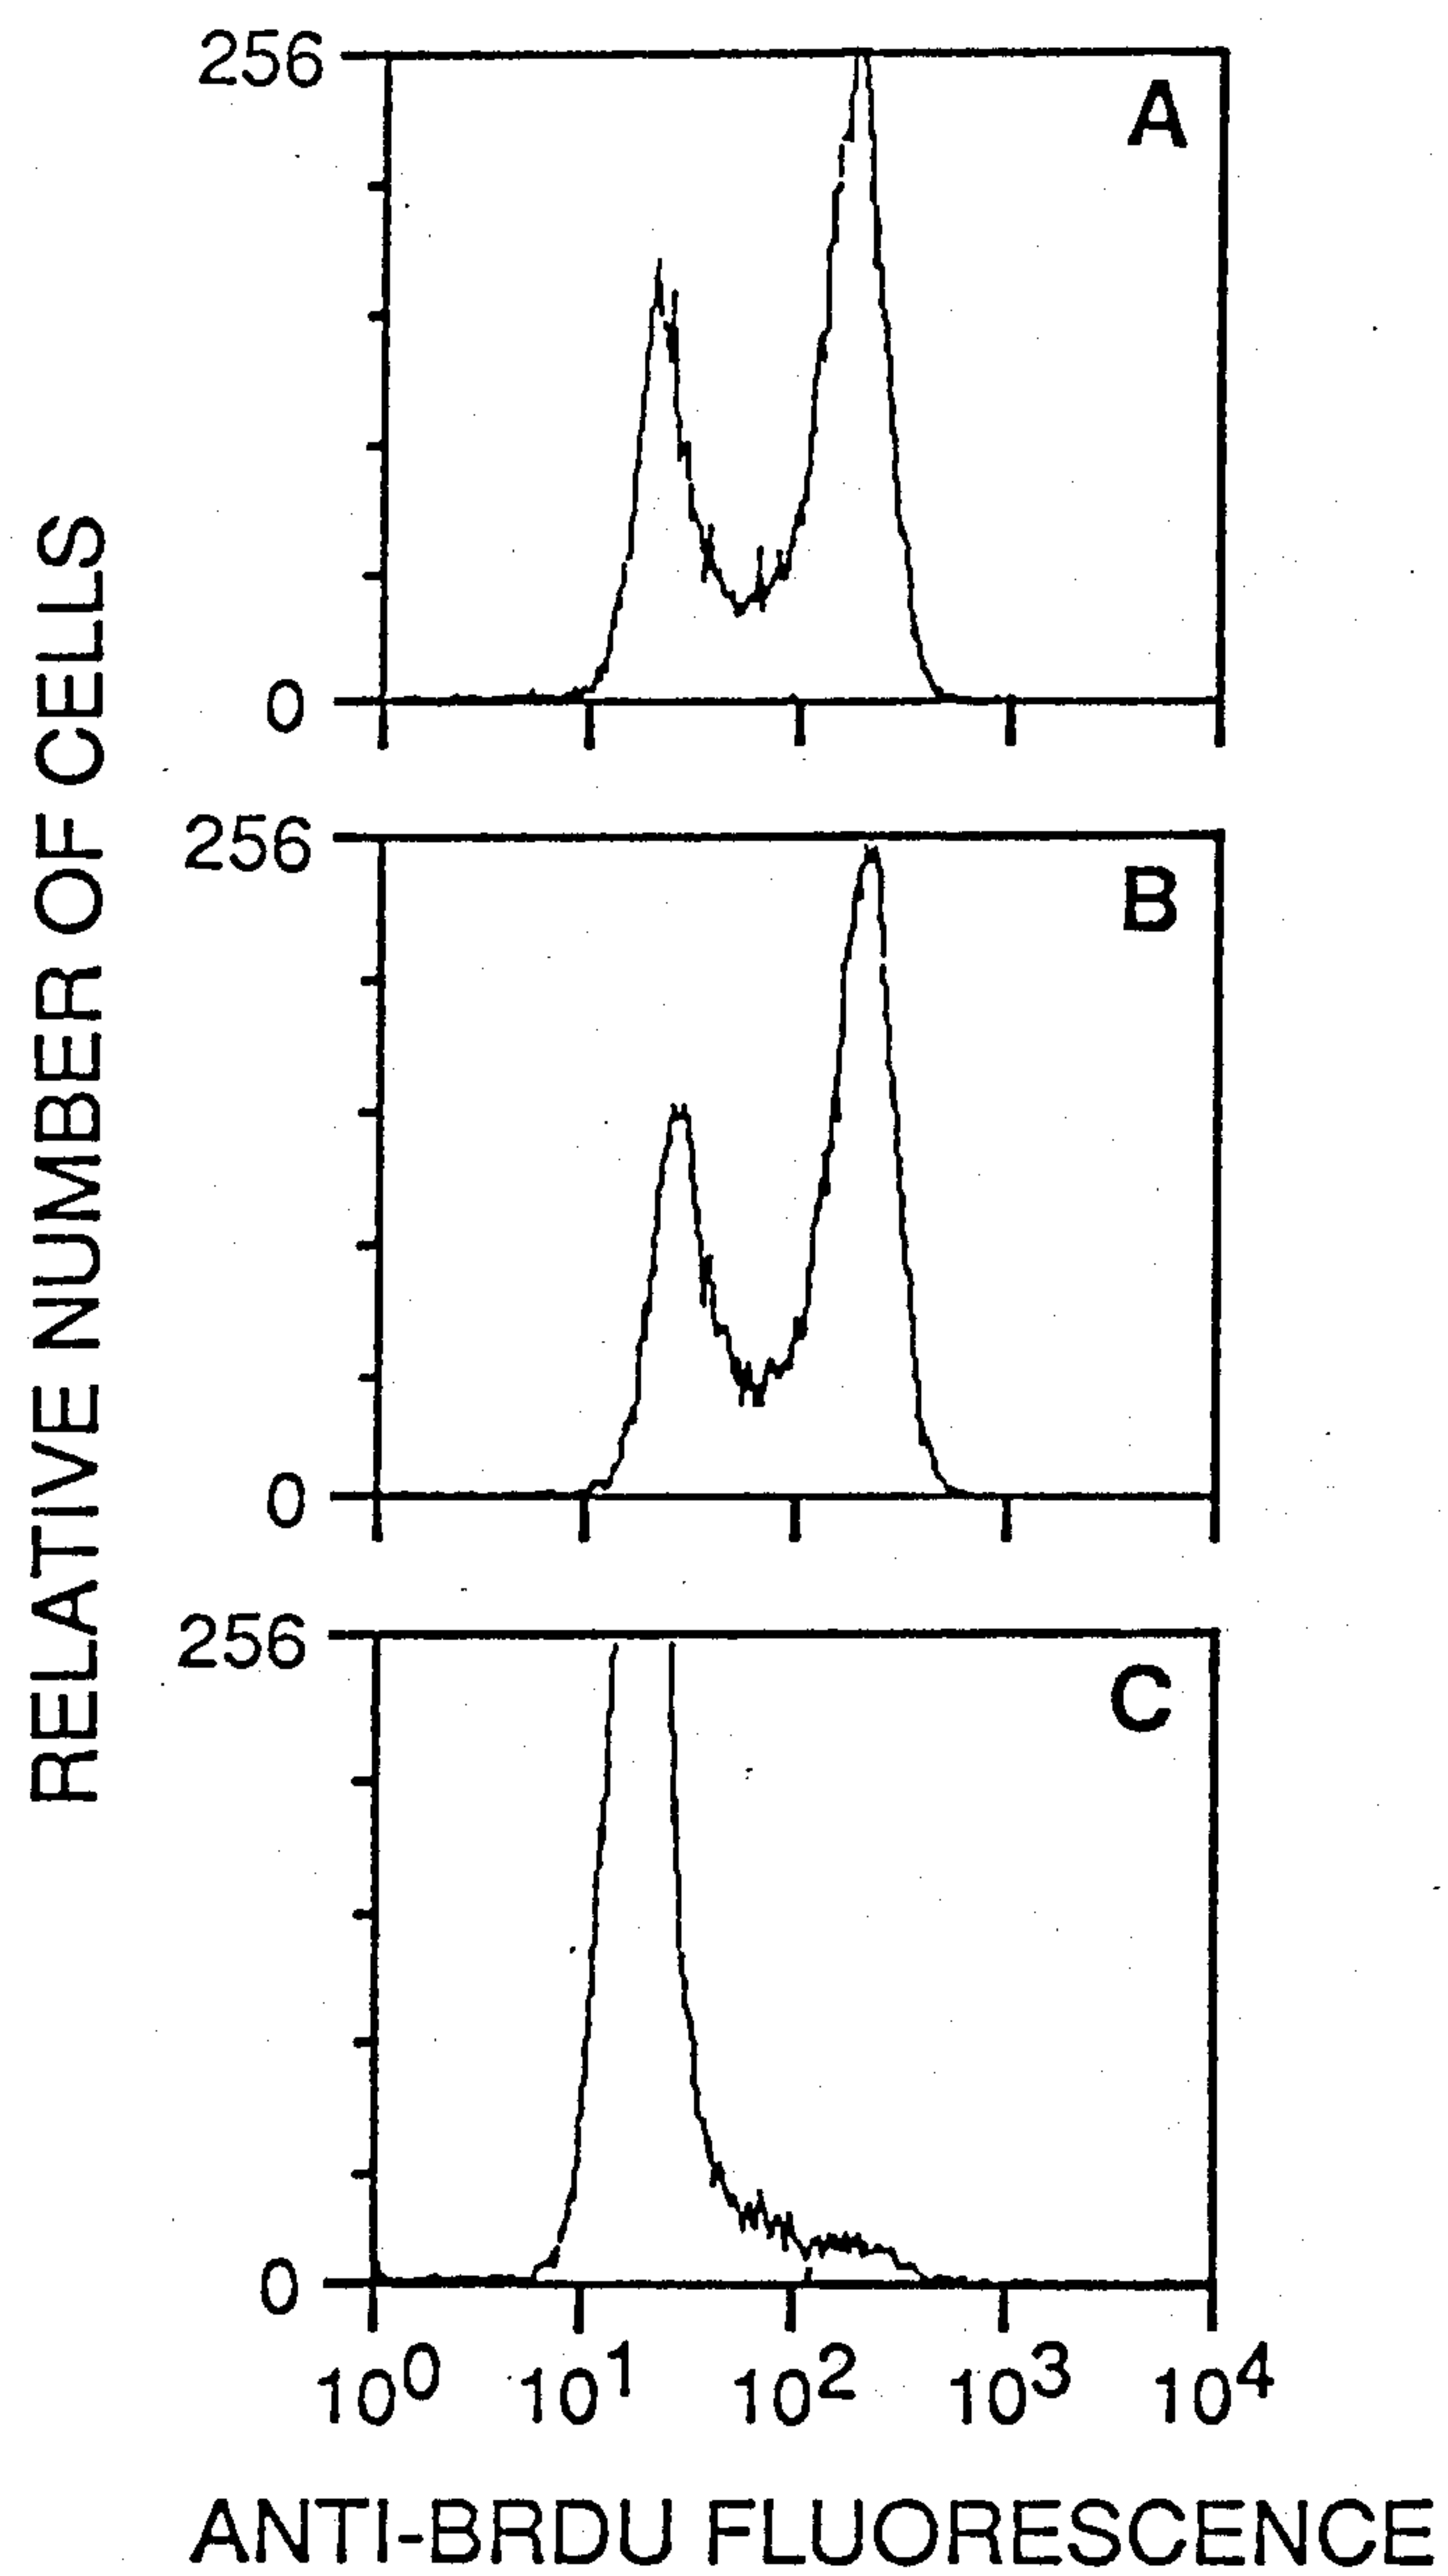 RELATIVE NUMBER OF CELLS
256
A
0
256
B
0
256
C
0
10^0 10^1 10^2 10^3 10^4
ANTI-BRDU FLUORESCENCE